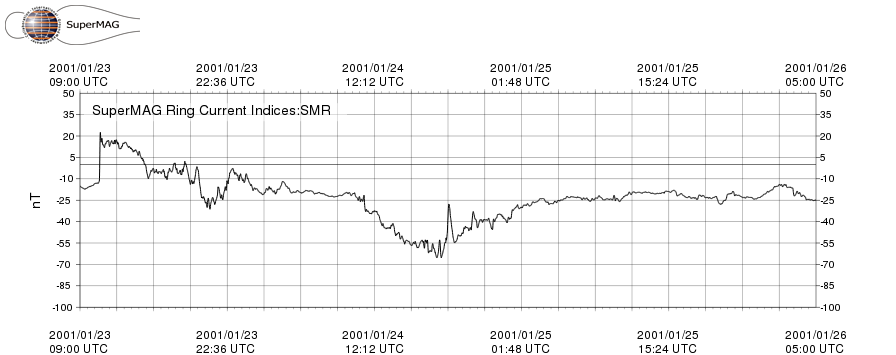 SuperMAG
2001/01/23 2001/01/23 2001/01/24 2001/01/25 2001/01/25 2001/01/26
09:00 UTC 22:36 UTC 12:12 UTC 01:48 UTC 15:24 UTC 05:00 UTC
50 50
SuperMAG Ring Current Indices:SMR
35 35
20 20
5 5
-10 -10
nT
-25 -25
-40 -40
-55 -55
-70 -70
-85 -85
-100 -100
2001/01/23 2001/01/23 2001/01/24 2001/01/25 2001/01/25 2001/01/26
09:00 UTC 22:36 UTC 12:12 UTC 01:48 UTC 15:24 UTC 05:00 UTC